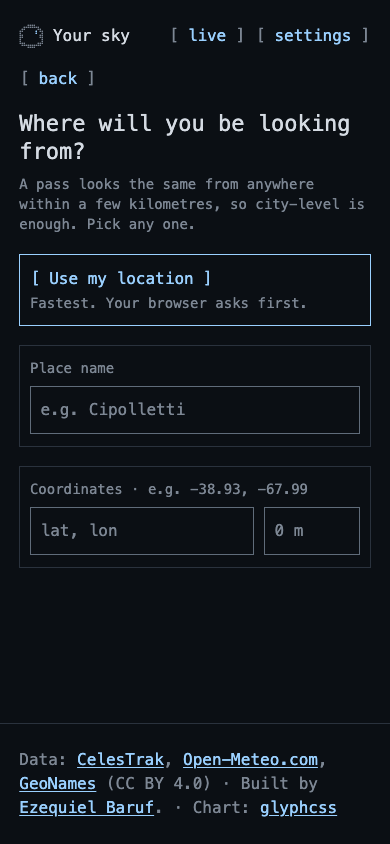 Your sky [ live ] [ settings ]
[ back ]
Where will you be looking
from?
A pass looks the same from anywhere
within a few kilometres, so city-level is
enough. Pick any one.
[ Use my location ]
Fastest. Your browser asks first.
Place name
e.g. Cipolletti
Coordinates · e.g. -38.93, -67.99
lat, lon 0 m
Data: CelesTrak, Open-Meteo.com,
GeoNames (CC BY 4.0) · Built by
Ezequiel Baruf. · Chart: glyphcss